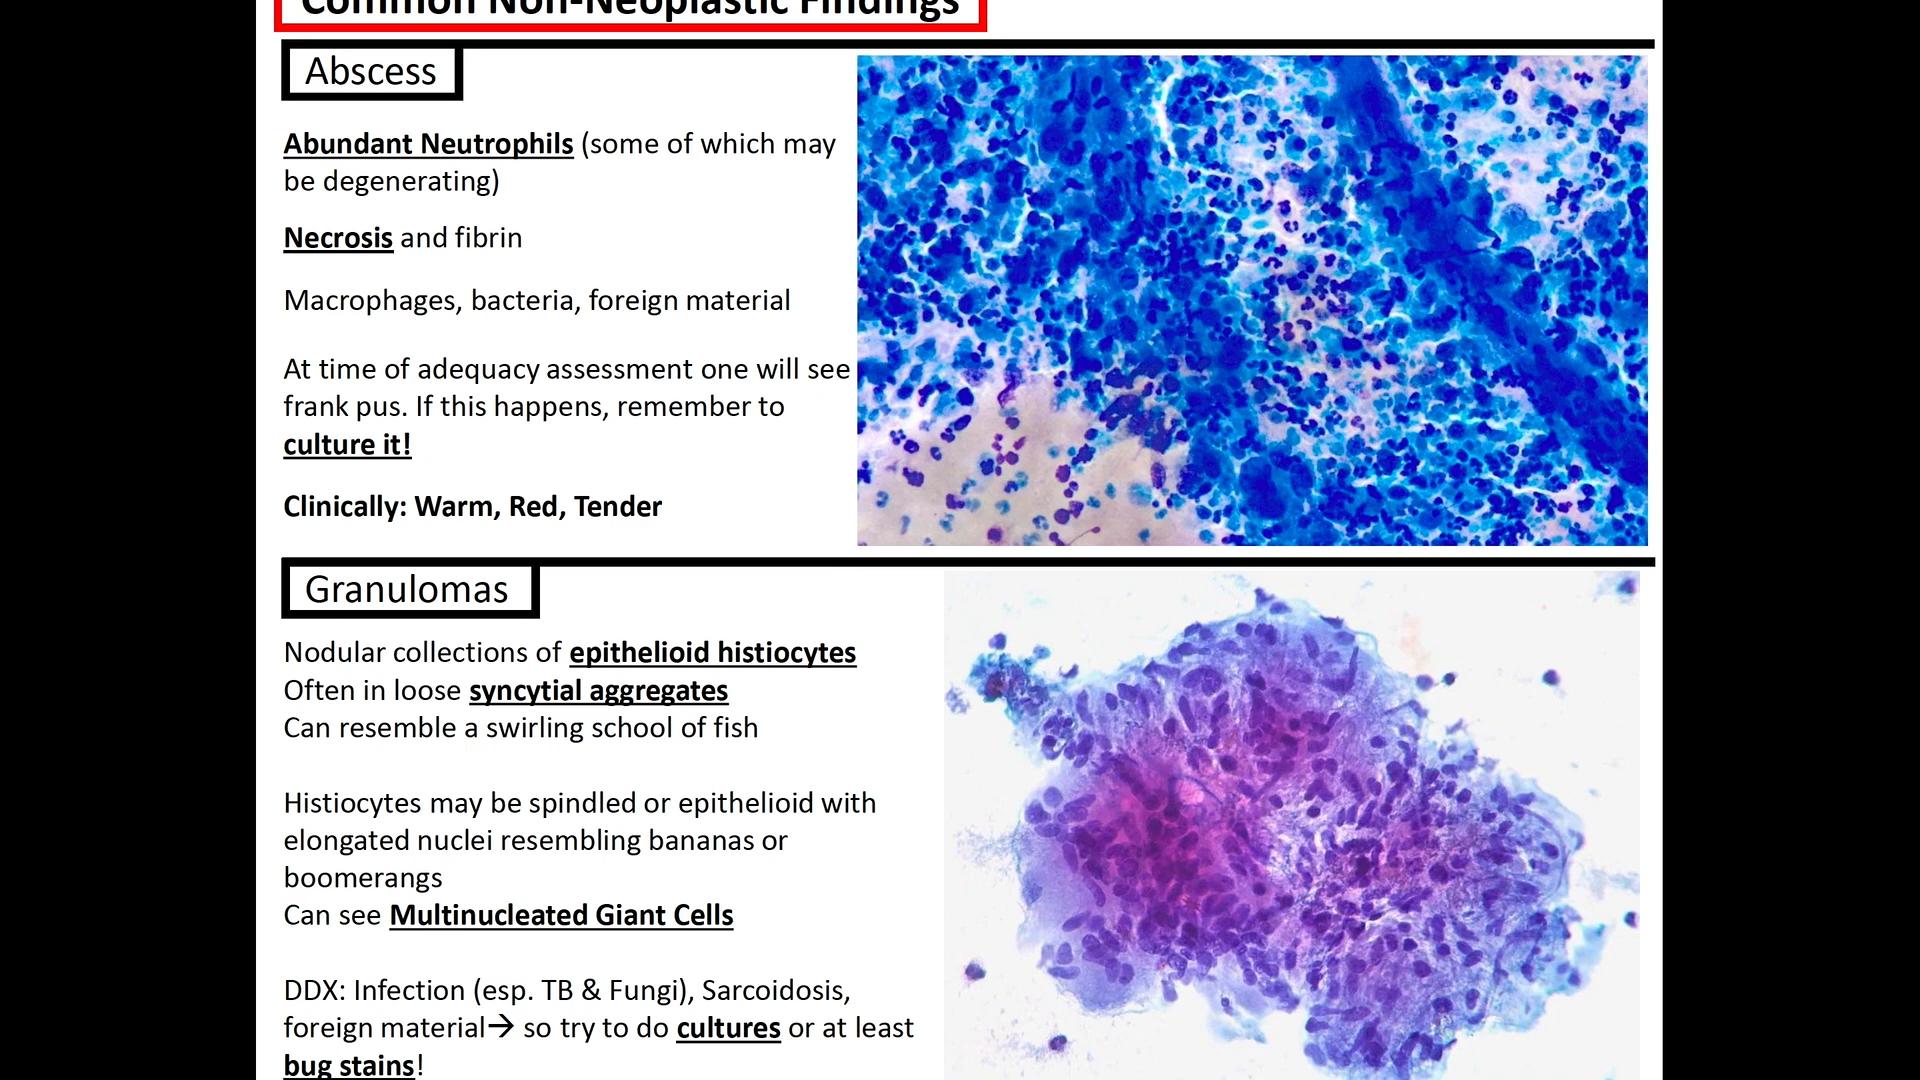 Common Non-Neoplastic Findings
Abscess
Abundant Neutrophils (some of which may
be degenerating)
Necrosis and fibrin
Macrophages, bacteria, foreign material
At time of adequacy assessment one will see
frank pus. If this happens, remember to
culture it!
Clinically: Warm, Red, Tender
Granulomas
Nodular collections of epithelioid histiocytes
Often in loose syncytial aggregates
Can resemble a swirling school of fish
Histiocytes may be spindled or epithelioid with
elongated nuclei resembling bananas or
boomerangs
Can see Multinucleated Giant Cells
DDX: Infection (esp. TB & Fungi), Sarcoidosis,
foreign material→ so try to do cultures or at least
bug stains!